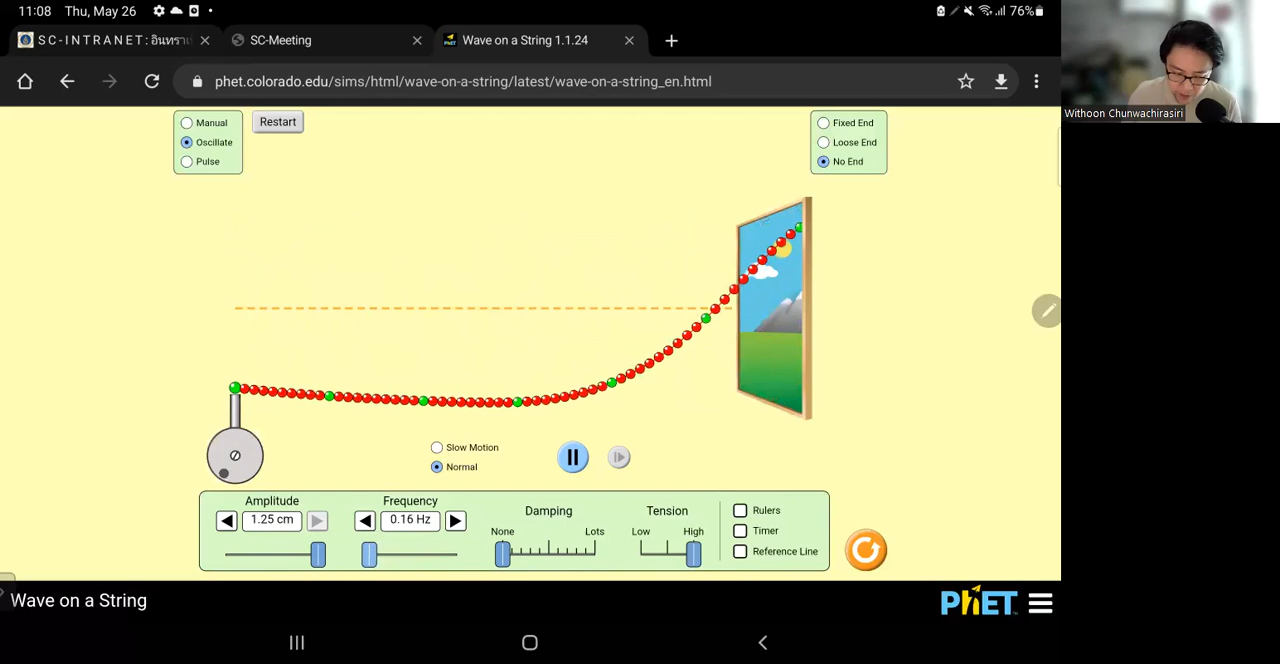 11:08 Thu, May 26
76%
S C - I N T R A N E T : อินทราเ
SC-Meeting
Wave on a String 1.1.24
phet.colorado.edu/sims/html/wave-on-a-string/latest/wave-on-a-string_en.html
Withoon Chunwachirasiri
Manual
Oscillate
Pulse
Restart
Fixed End
Loose End
No End
Slow Motion
Normal
Amplitude
1.25 cm
Frequency
0.16 Hz
Damping
None
Lots
Tension
Low
High
Rulers
Timer
Reference Line
Wave on a String
PhET